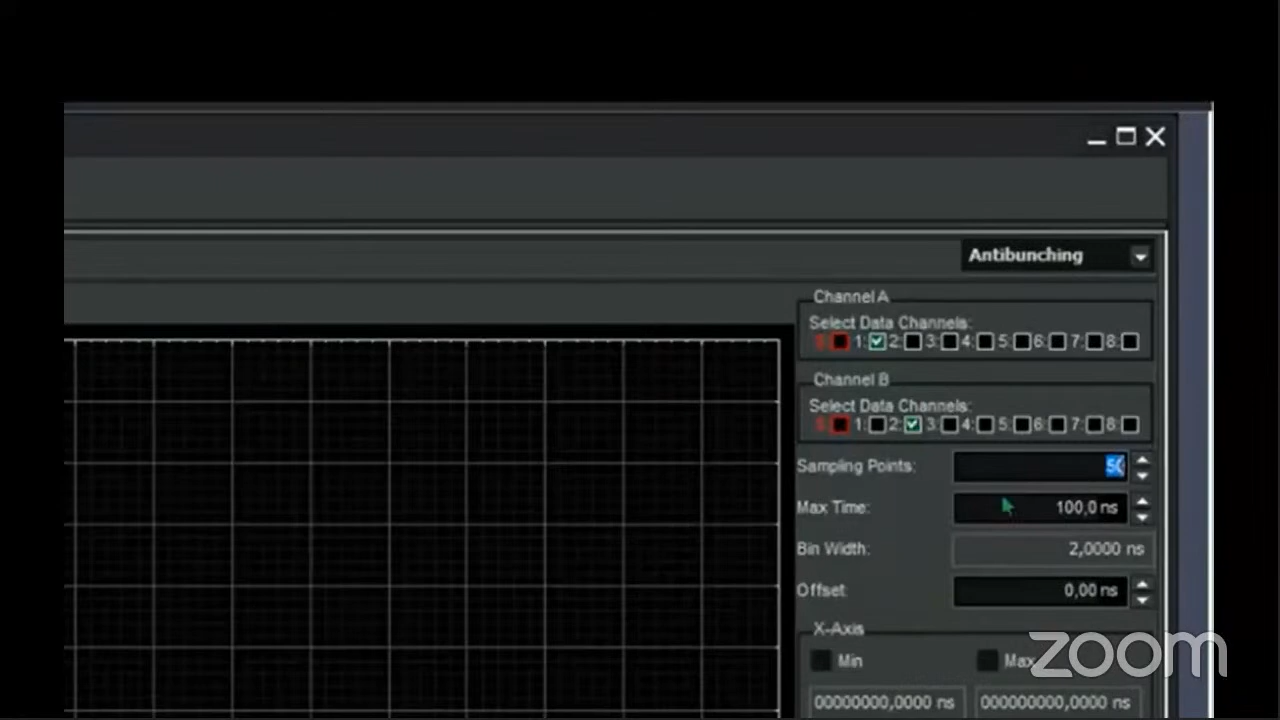 Antibunching
Channel A
Select Data Channels:
1: 2: 3: 4: 5: 6: 7: 8:
Channel B
Select Data Channels:
1: 2: 3: 4: 5: 6: 7: 8:
Sampling Points: 50
Max Time: 100,0 ns
Bin Width: 2,0000 ns
Offset: 0,00 ns
X-Axis
Min Max
00000000,0000 ns 000000000,0000 ns
zoom